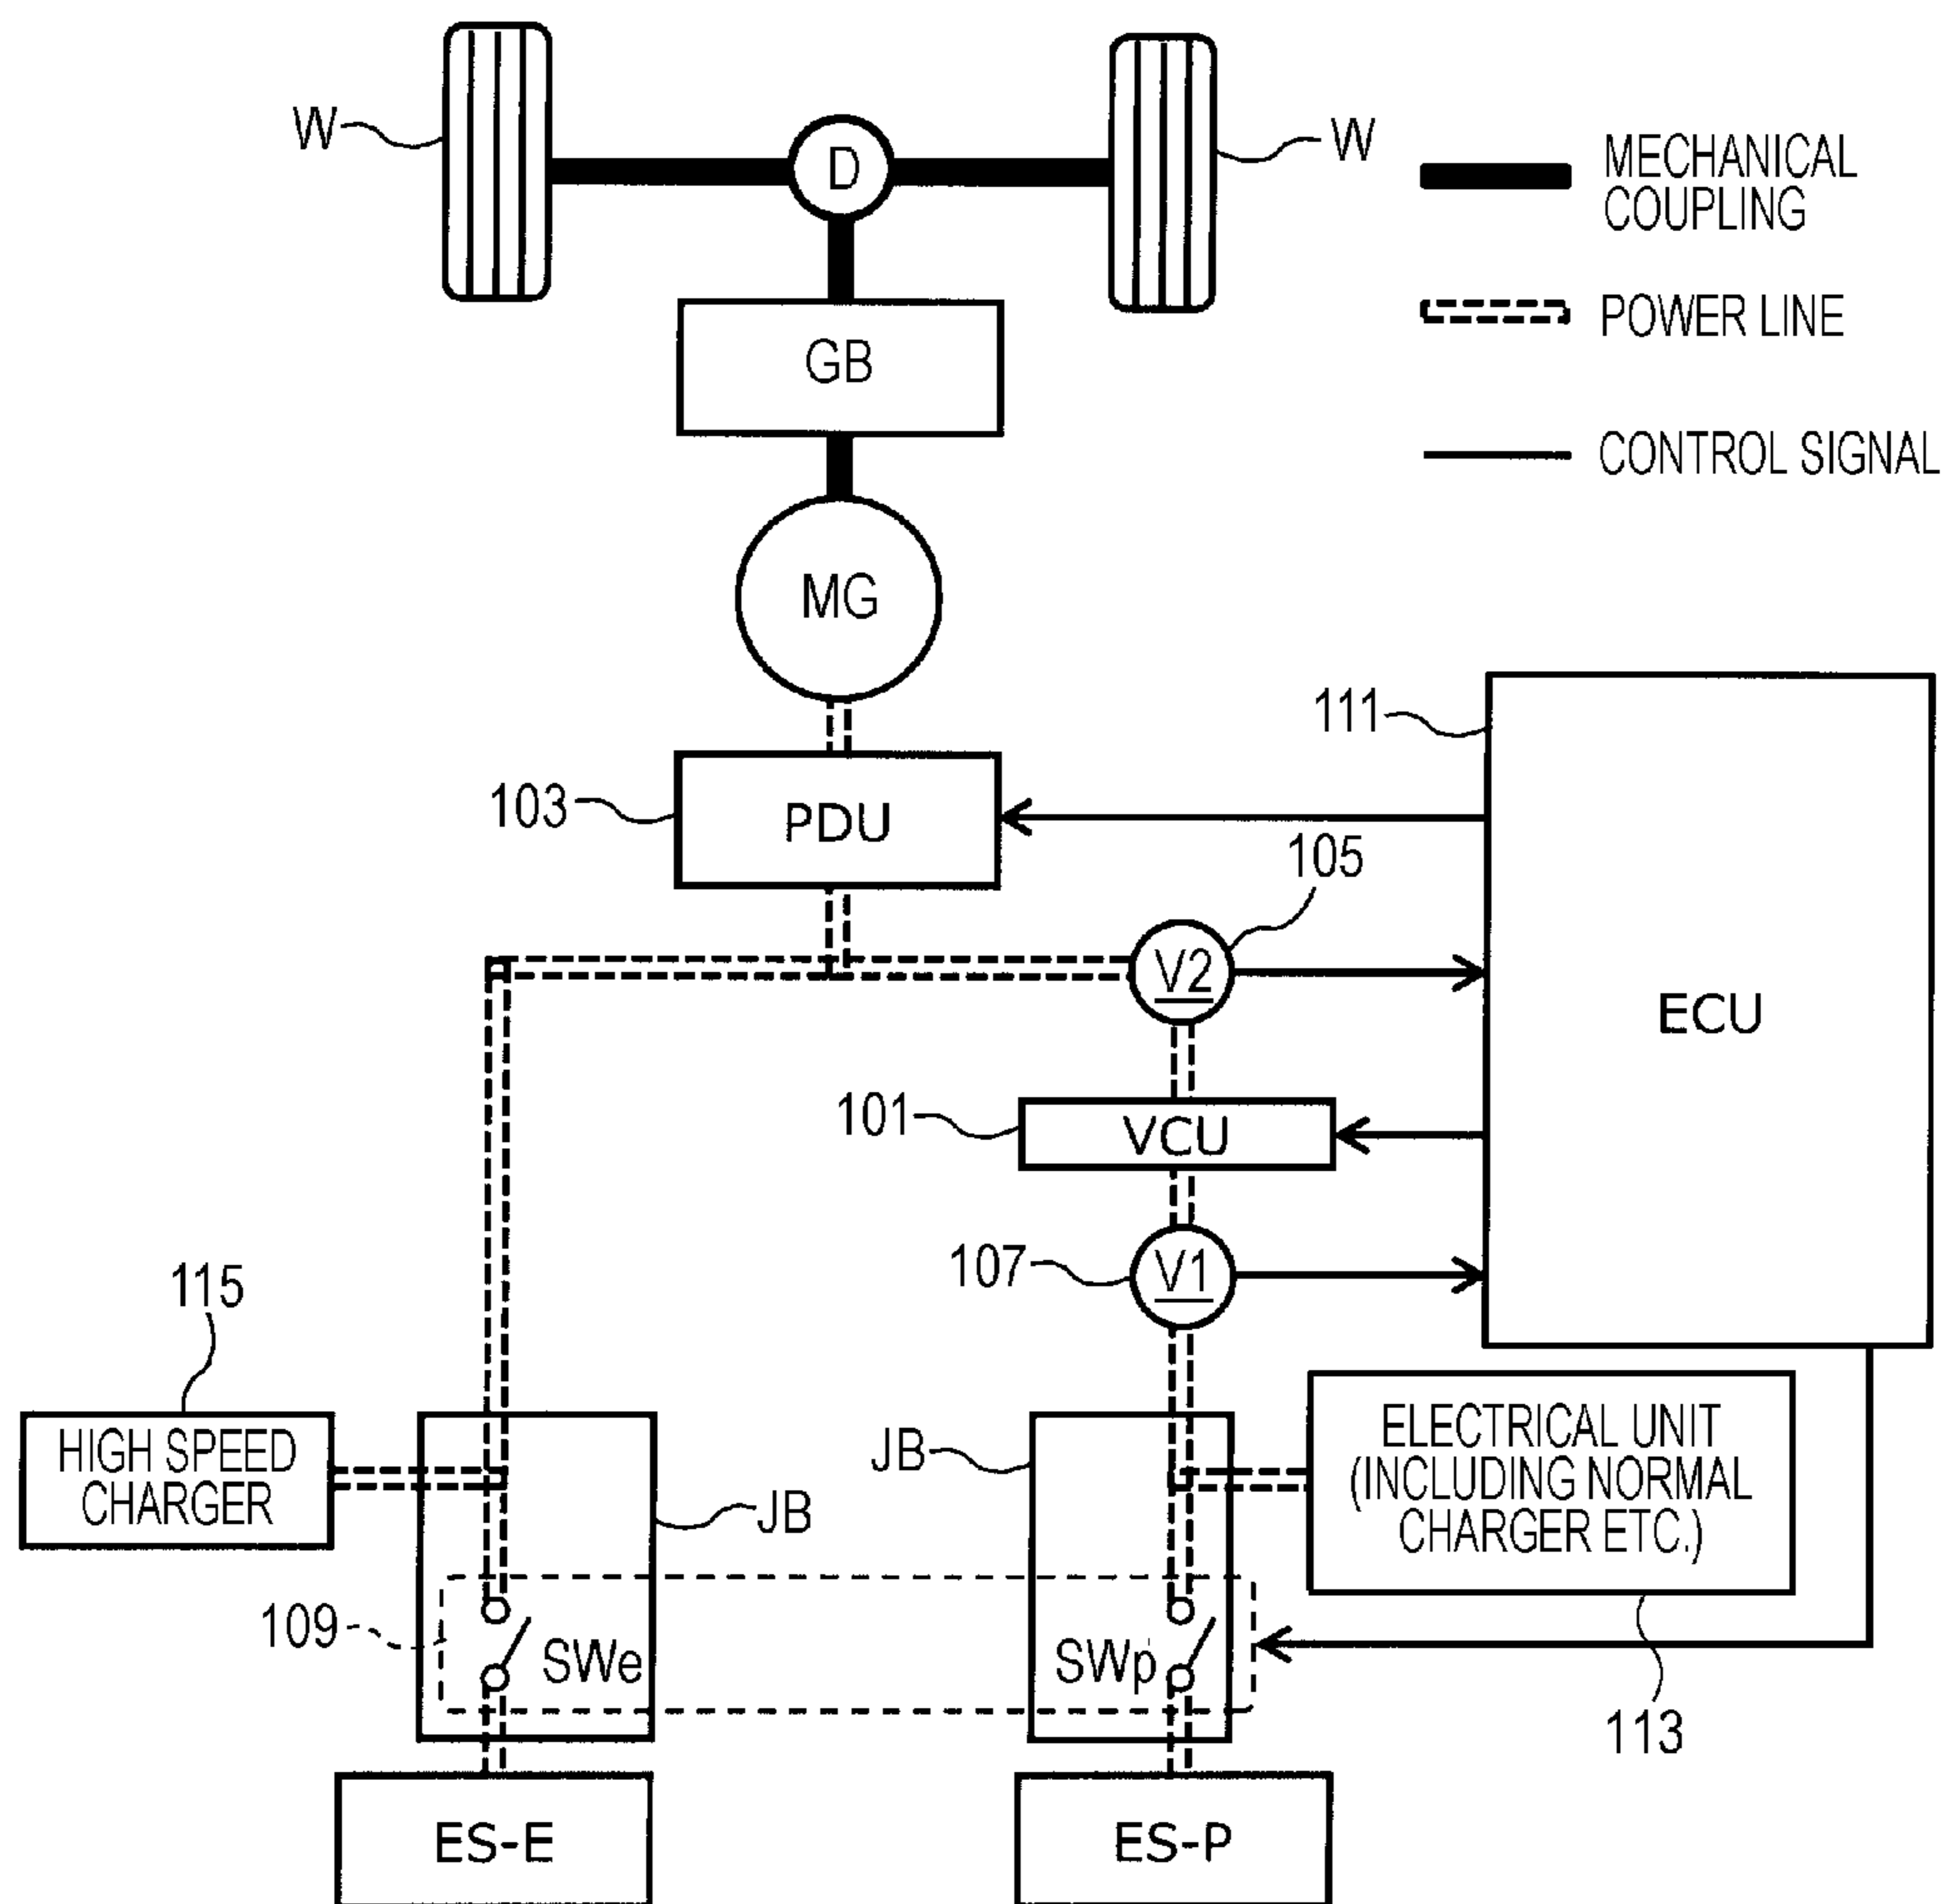 W
D
W
MECHANICAL
COUPLING
GB
POWER LINE
CONTROL SIGNAL
MG
111
103
PDU
105
V2
ECU
101
VCU
107
V1
115
HIGH SPEED
CHARGER
JB
JB
ELECTRICAL UNIT
(INCLUDING NORMAL
CHARGER ETC.)
109
SWe
SWp
113
ES-E
ES-P